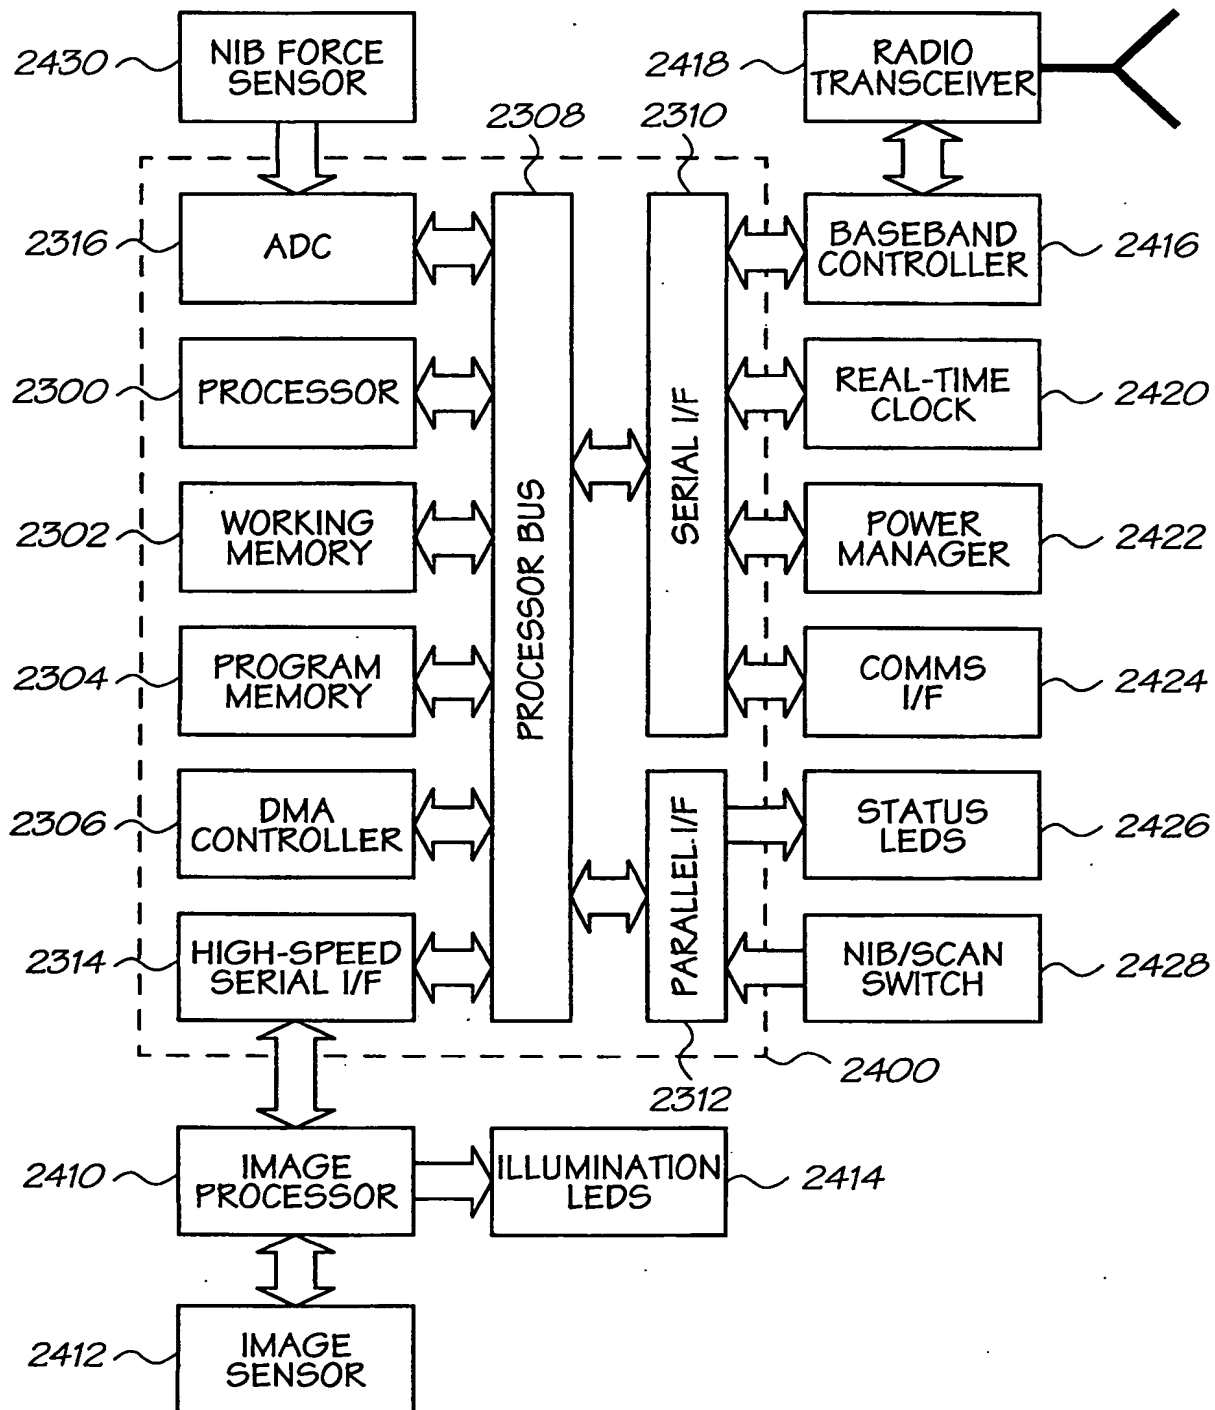 2430
NIB FORCE
SENSOR
2418
RADIO
TRANSCEIVER
2308
2310
2316
ADC
BASEBAND
CONTROLLER
2416
2300
PROCESSOR
REAL-TIME
CLOCK
2420
PROCESSOR BUS
SERIAL I/F
2302
WORKING
MEMORY
POWER
MANAGER
2422
2304
PROGRAM
MEMORY
COMMS
I/F
2424
2306
DMA
CONTROLLER
PARALLEL I/F
STATUS
LEDS
2426
2314
HIGH-SPEED
SERIAL I/F
NIB/SCAN
SWITCH
2428
2400
2312
2410
IMAGE
PROCESSOR
ILLUMINATION
LEDS
2414
2412
IMAGE
SENSOR